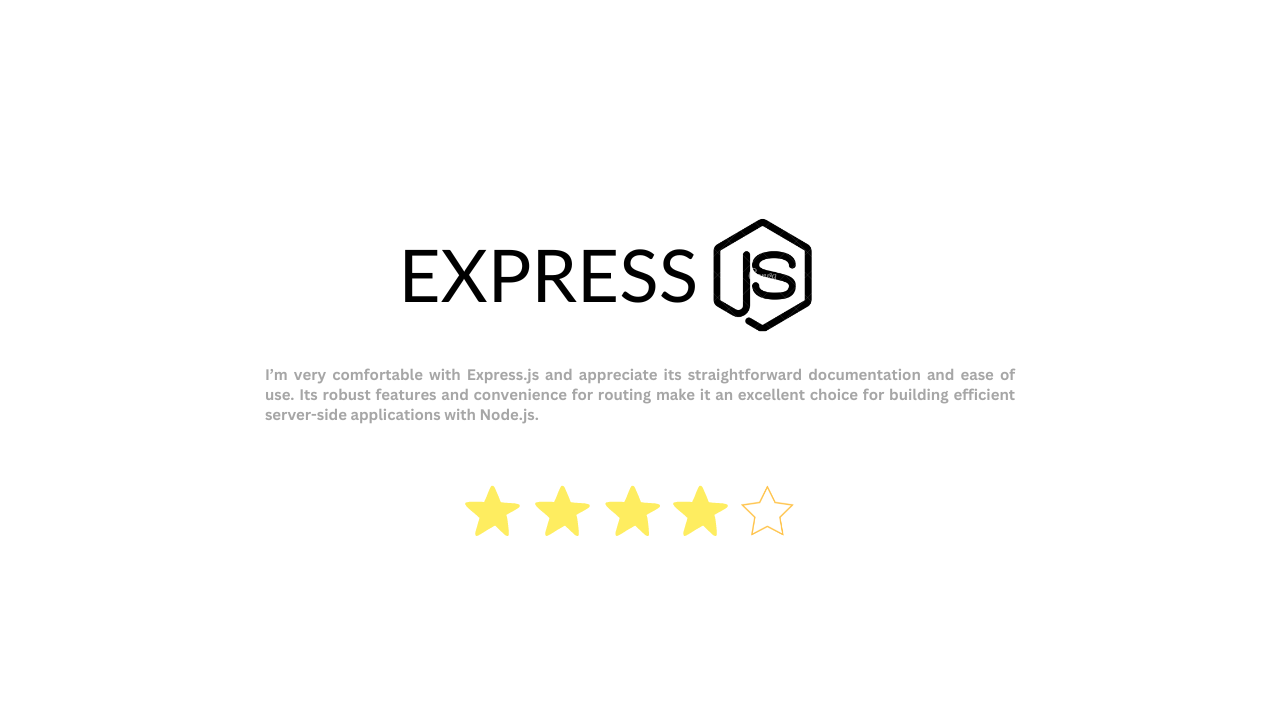 EXPRESS JS
I'm very comfortable with Express.js and appreciate its straightforward documentation and ease of
use. Its robust features and convenience for routing make it an excellent choice for building efficient
server-side applications with Node.js.